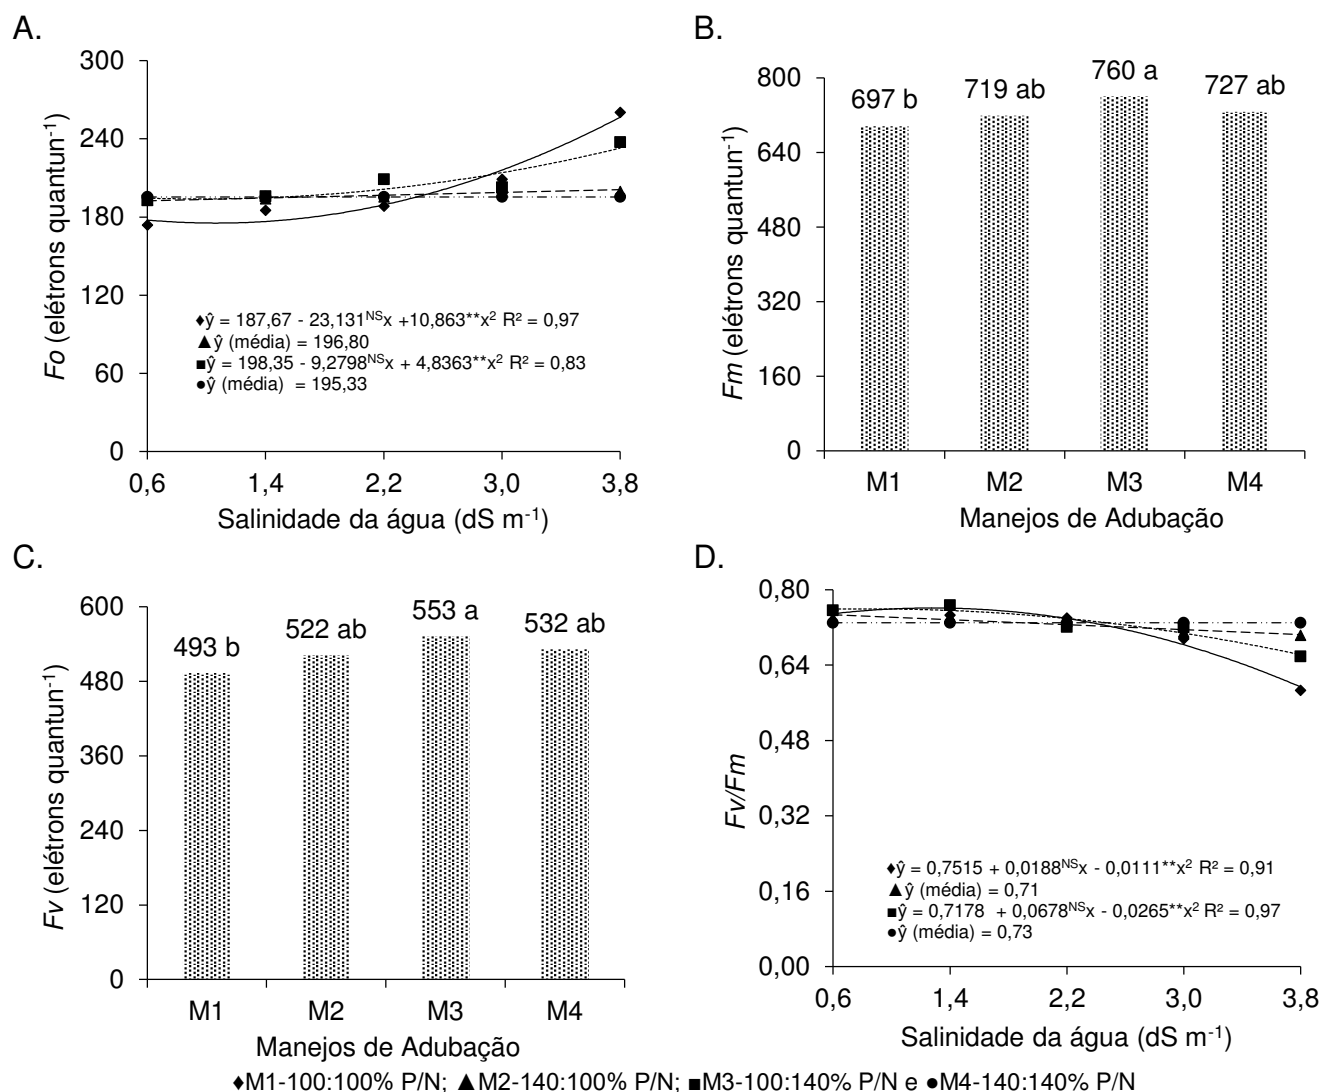 A.
300
240
180
120
60
0
Fo (elétrons quantun⁻¹)
♦ŷ = 187,67 - 23,131ᴺˢx +10,863**x² R² = 0,97
▲ŷ (média) = 196,80
■ŷ = 198,35 - 9,2798ᴺˢx + 4,8363**x² R² = 0,83
●ŷ (média) = 195,33
0,6 1,4 2,2 3,0 3,8
Salinidade da água (dS m⁻¹)
B.
800
640
480
320
160
0
Fm (elétrons quantun⁻¹)
697 b 719 ab 760 a 727 ab
M1 M2 M3 M4
Manejos de Adubação
C.
600
480
360
240
120
0
Fv (elétrons quantun⁻¹)
493 b 522 ab 553 a 532 ab
M1 M2 M3 M4
Manejos de Adubação
D.
0,80
0,64
0,48
0,32
0,16
0,00
Fv/Fm
♦ŷ = 0,7515 + 0,0188ᴺˢx - 0,0111**x² R² = 0,91
▲ŷ (média) = 0,71
■ŷ = 0,7178 + 0,0678ᴺˢx - 0,0265**x² R² = 0,97
●ŷ (média) = 0,73
0,6 1,4 2,2 3,0 3,8
Salinidade da água (dS m⁻¹)
♦M1-100:100% P/N; ▲M2-140:100% P/N; ■M3-100:140% P/N e ●M4-140:140% P/N